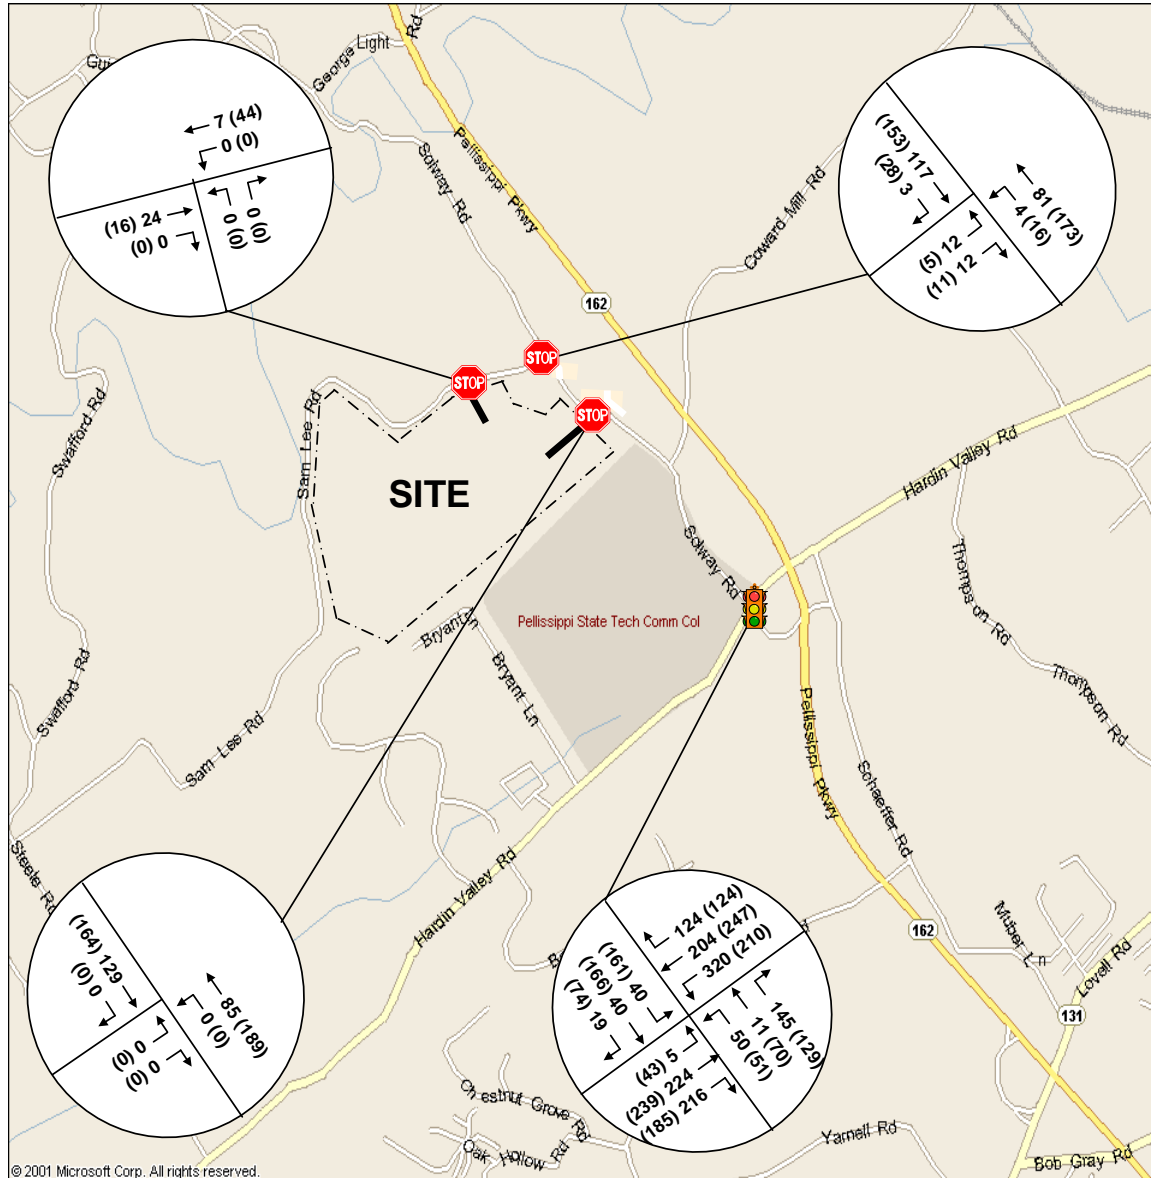 George Light Rd
Pellissippi Pkwy
Solway Rd
Coward Mill Rd
7 (44)
0 (0)
(16) 24
(0) 0
0 (0)
0 (0)
(153) 117
(28) 3
81 (173)
4 (16)
(5) 12
(11) 12
162
STOP
STOP
STOP
Swafford Rd
Sam Lee Rd
SITE
Hardin Valley Rd
Solway Rd
Thompson Rd
Pellissippi State Tech Comm Col
Bryant Ln
Bryant Ln
Swafford Rd
Sam Lee Rd
Thompson Rd
Pellissippi Pkwy
Schaeffer Rd
Steele Rd
Hardin Valley Rd
162
Muber Ln
Lovell Rd
131
(164) 129
(0) 0
85 (189)
0 (0)
(0) 0
(0) 0
124 (124)
204 (247)
320 (210)
(161) 40
(166) 40
(74) 19
145 (129)
11 (70)
50 (51)
(43) 5
(239) 224
(185) 216
Chestnut Grove Rd
Oak Hollow Rd
Yarnell Rd
Bob Gray Rd
© 2001 Microsoft Corp. All rights reserved.